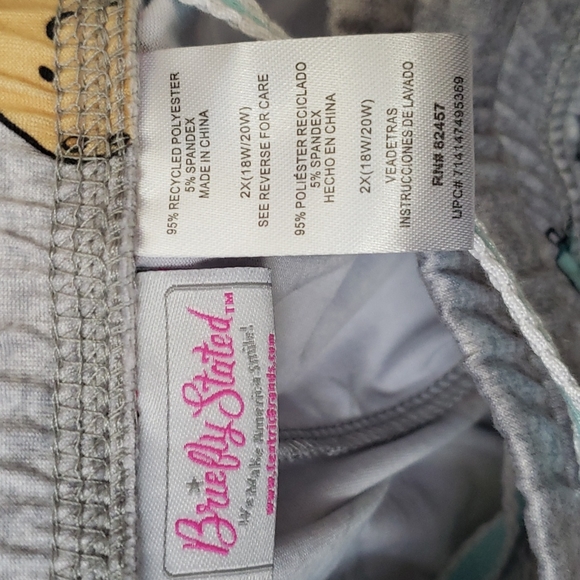 95% RECYCLED POLYESTER
5% SPANDEX
MADE IN CHINA
2X(18W/20W)
SEE REVERSE FOR CARE
95% POLIÉSTER RECICLADO
5% SPANDEX
HECHO EN CHINA
2X(18W/20W)
VEADETRAS
INSTRUCCIONES DE LAVADO
RN# 82457
UPC# 714147495369
Briefly Stated™
We Make America smile!
www.CentricBrands.com